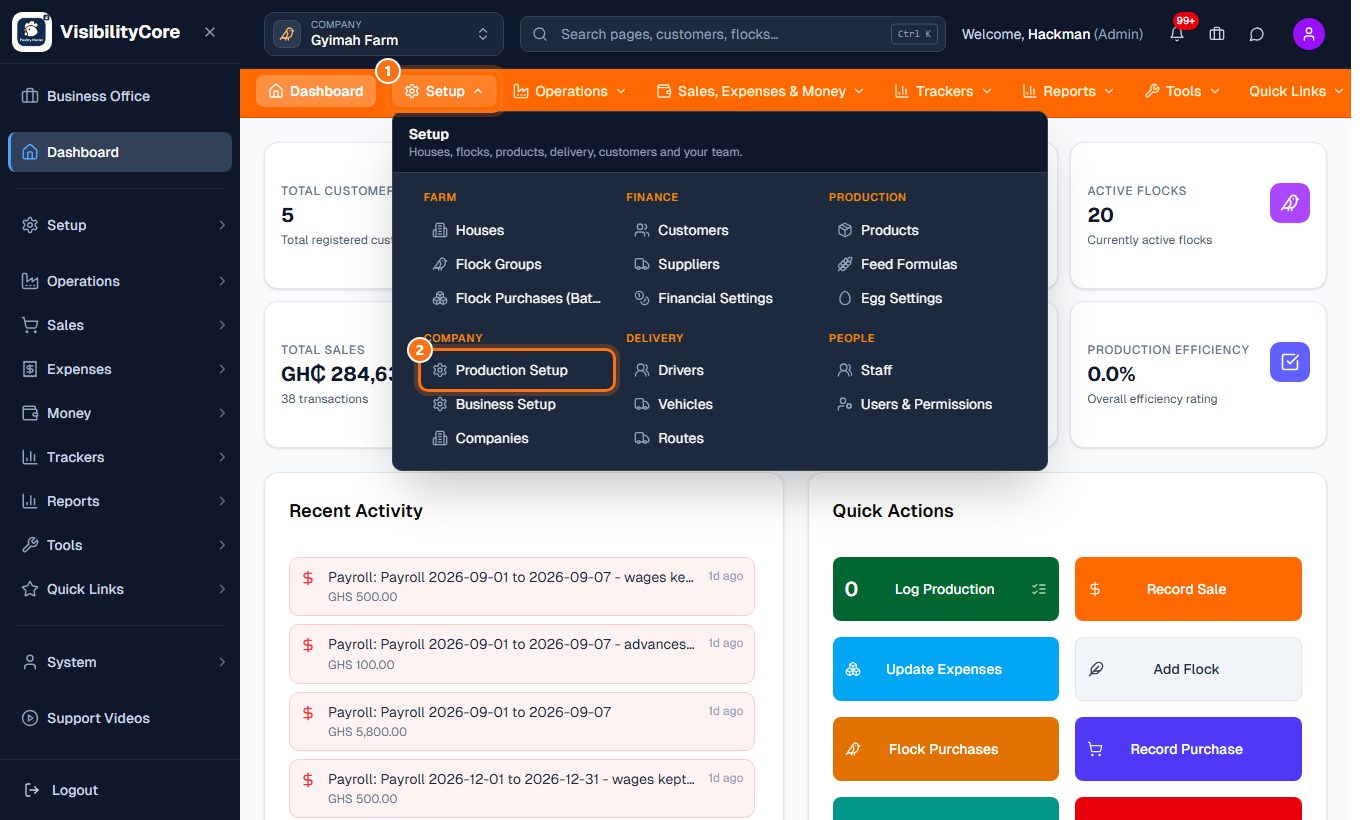 VisibilityCore
COMPANY
Gyimah Farm
Search pages, customers, flocks...
Ctrl K
Welcome, Hackman (Admin)
99+
Business Office
Dashboard
Setup
Operations
Sales
Expenses
Money
Trackers
Reports
Tools
Quick Links
System
Support Videos
Logout
1
Dashboard
Setup
Operations
Sales, Expenses & Money
Trackers
Reports
Tools
Quick Links
Setup
Houses, flocks, products, delivery, customers and your team.
FARM
Houses
Flock Groups
Flock Purchases (Bat...
FINANCE
Customers
Suppliers
Financial Settings
PRODUCTION
Products
Feed Formulas
Egg Settings
COMPANY
2
Production Setup
Business Setup
Companies
DELIVERY
Drivers
Vehicles
Routes
PEOPLE
Staff
Users & Permissions
TOTAL CUSTOMER
5
Total registered cust
ACTIVE FLOCKS
20
Currently active flocks
TOTAL SALES
GH₵ 284,63
38 transactions
PRODUCTION EFFICIENCY
0.0%
Overall efficiency rating
Recent Activity
Payroll: Payroll 2026-09-01 to 2026-09-07 - wages ke...
1d ago
GHS 500.00
Payroll: Payroll 2026-09-01 to 2026-09-07 - advances...
1d ago
GHS 100.00
Payroll: Payroll 2026-09-01 to 2026-09-07
1d ago
GHS 5,800.00
Payroll: Payroll 2026-12-01 to 2026-12-31 - wages kept...
1d ago
GHS 500.00
Quick Actions
Log Production
Record Sale
Update Expenses
Add Flock
Flock Purchases
Record Purchase